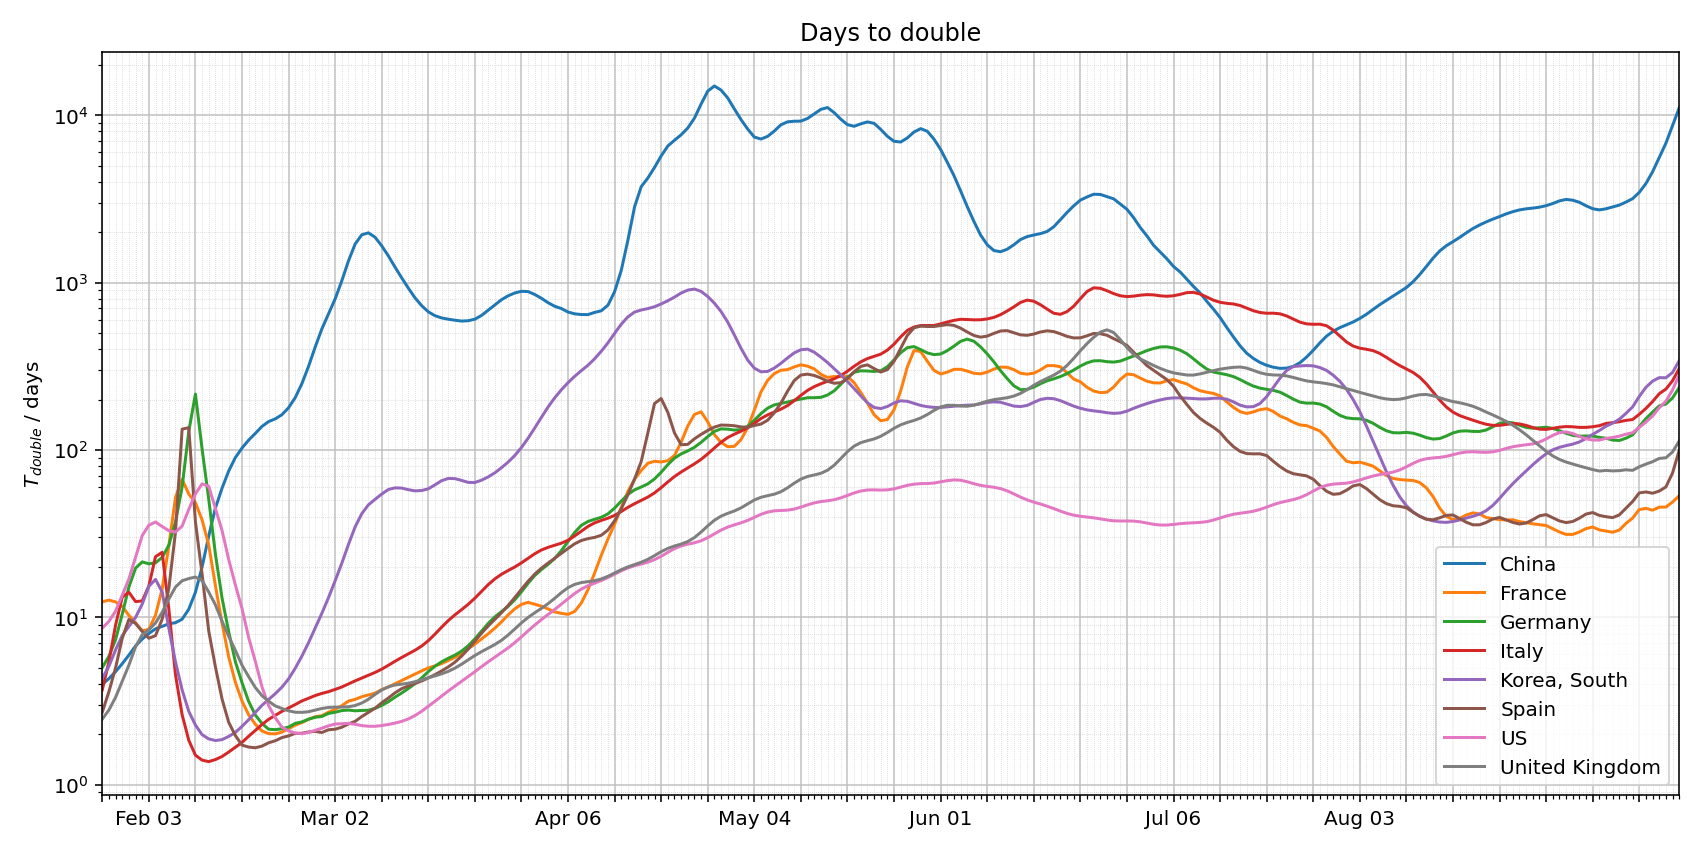 Days to double
T_double / days
10^4
10^3
10^2
10^1
10^0
Feb 03 Mar 02 Apr 06 May 04 Jun 01 Jul 06 Aug 03
China
France
Germany
Italy
Korea, South
Spain
US
United Kingdom